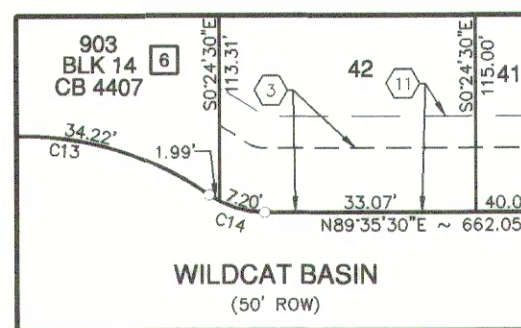 903
BLK 14
CB 4407
6
S0°24'30"E
113.31'
3
42
11
S0°24'30"E
115.00'
41
34.22'
C13
1.99'
7.20'
C14
33.07'
40.0
N89°35'30"E ~ 662.05
WILDCAT BASIN
(50' ROW)